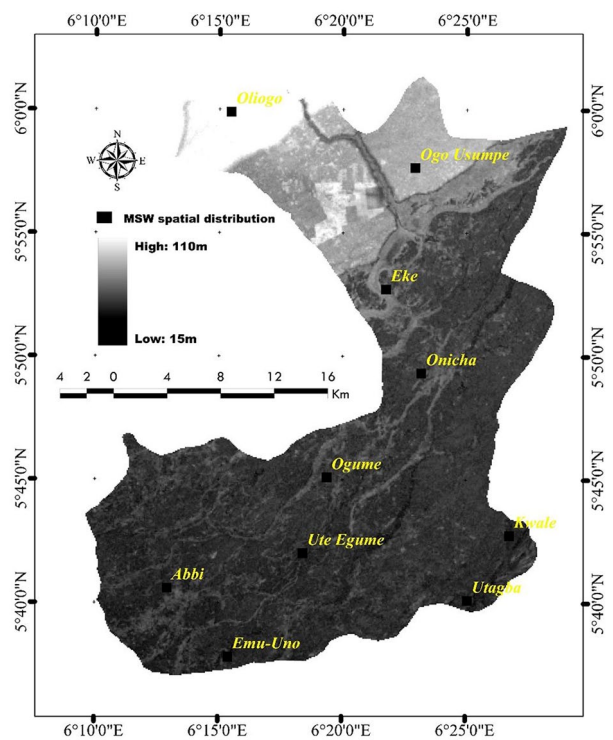 6°10'0"E 6°15'0"E 6°20'0"E 6°25'0"E
6°0'0"N
6°0'0"N
Oliogo
N
W E
S
Ogo Usumpe
MSW spatial distribution
5°55'0"N
5°55'0"N
High: 110m
Eke
Low: 15m
5°50'0"N
5°50'0"N
Onicha
4 2 0 4 8 12 16
Km
Ogume
5°45'0"N
5°45'0"N
Kwale
Ute Egume
Abbi
Utagba
5°40'0"N
5°40'0"N
Emu-Uno
6°10'0"E 6°15'0"E 6°20'0"E 6°25'0"E